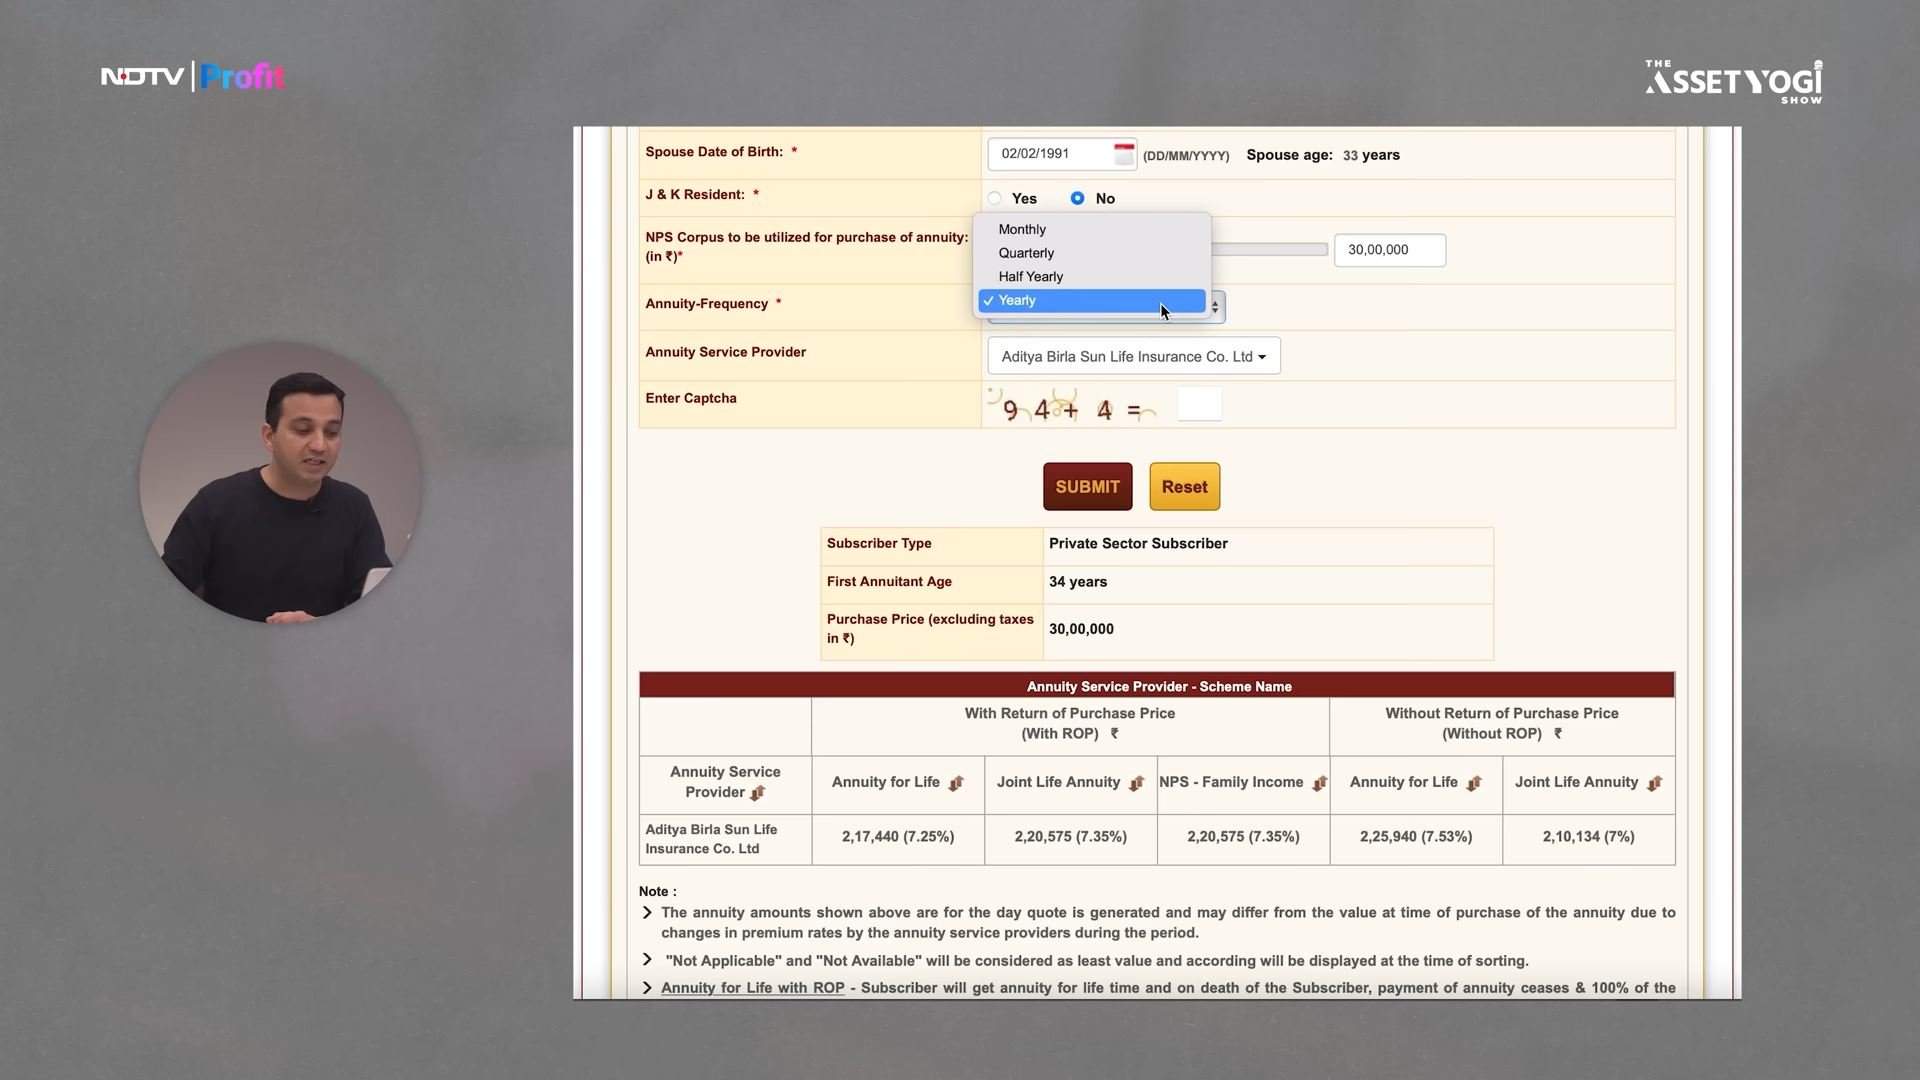 NDTV Profit
THE
ASSET YOGI
SHOW
Spouse Date of Birth: *
02/02/1991
(DD/MM/YYYY) Spouse age: 33 years
J & K Resident: *
Yes No
NPS Corpus to be utilized for purchase of annuity:
(in ₹)*
30,00,000
Monthly
Quarterly
Half Yearly
✓ Yearly
Annuity-Frequency *
Annuity Service Provider
Aditya Birla Sun Life Insurance Co. Ltd
Enter Captcha
9 4 + 4 =
SUBMIT Reset
Subscriber Type Private Sector Subscriber
First Annuitant Age 34 years
Purchase Price (excluding taxes
in ₹)
30,00,000
Annuity Service Provider - Scheme Name
With Return of Purchase Price
(With ROP) ₹
Without Return of Purchase Price
(Without ROP) ₹
Annuity Service
Provider
Annuity for Life Joint Life Annuity NPS - Family Income Annuity for Life Joint Life Annuity
Aditya Birla Sun Life
Insurance Co. Ltd
2,17,440 (7.25%) 2,20,575 (7.35%) 2,20,575 (7.35%) 2,25,940 (7.53%) 2,10,134 (7%)
Note :
The annuity amounts shown above are for the day quote is generated and may differ from the value at time of purchase of the annuity due to
changes in premium rates by the annuity service providers during the period.
"Not Applicable" and "Not Available" will be considered as least value and according will be displayed at the time of sorting.
Annuity for Life with ROP - Subscriber will get annuity for life time and on death of the Subscriber, payment of annuity ceases & 100% of the